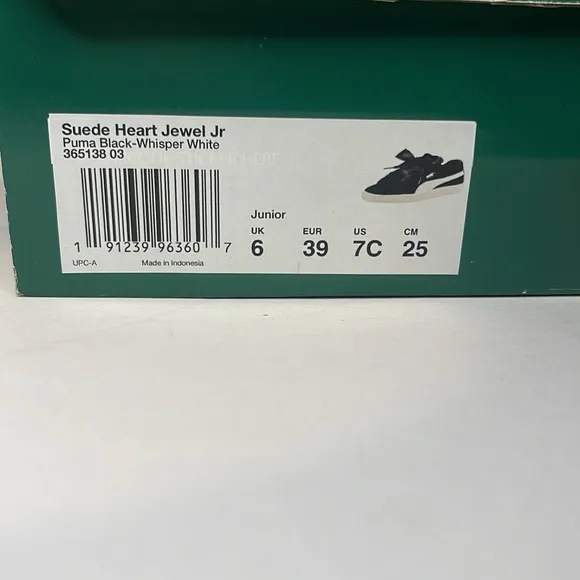 Suede Heart Jewel Jr
Puma Black-Whisper White
365138 03
1 91239 96360 7
UPC-A Made in Indonesia
Junior
UK EUR US CM
6 39 7C 25